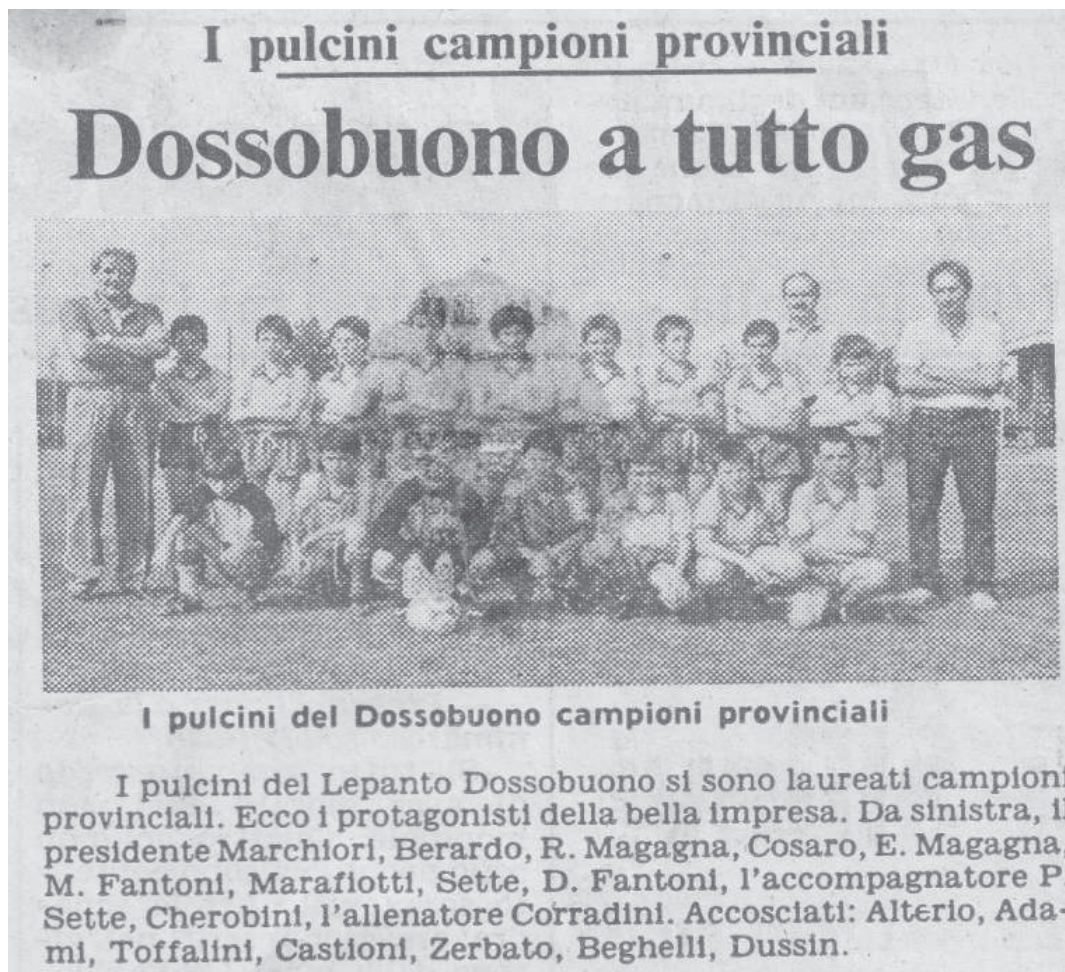 I pulcini campioni provinciali
Dossobuono a tutto gas
I pulcini del Dossobuono campioni provinciali
I pulcini del Lepanto Dossobuono si sono laureati campioni
provinciali. Ecco i protagonisti della bella impresa. Da sinistra, il
presidente Marchiori, Berardo, R. Magagna, Cosaro, E. Magagna,
M. Fantoni, Marafiotti, Sette, D. Fantoni, l'accompagnatore P.
Sette, Cherobini, l'allenatore Corradini. Accosciati: Alterio, Ada-
mi, Toffalini, Castioni, Zerbato, Beghelli, Dussin.